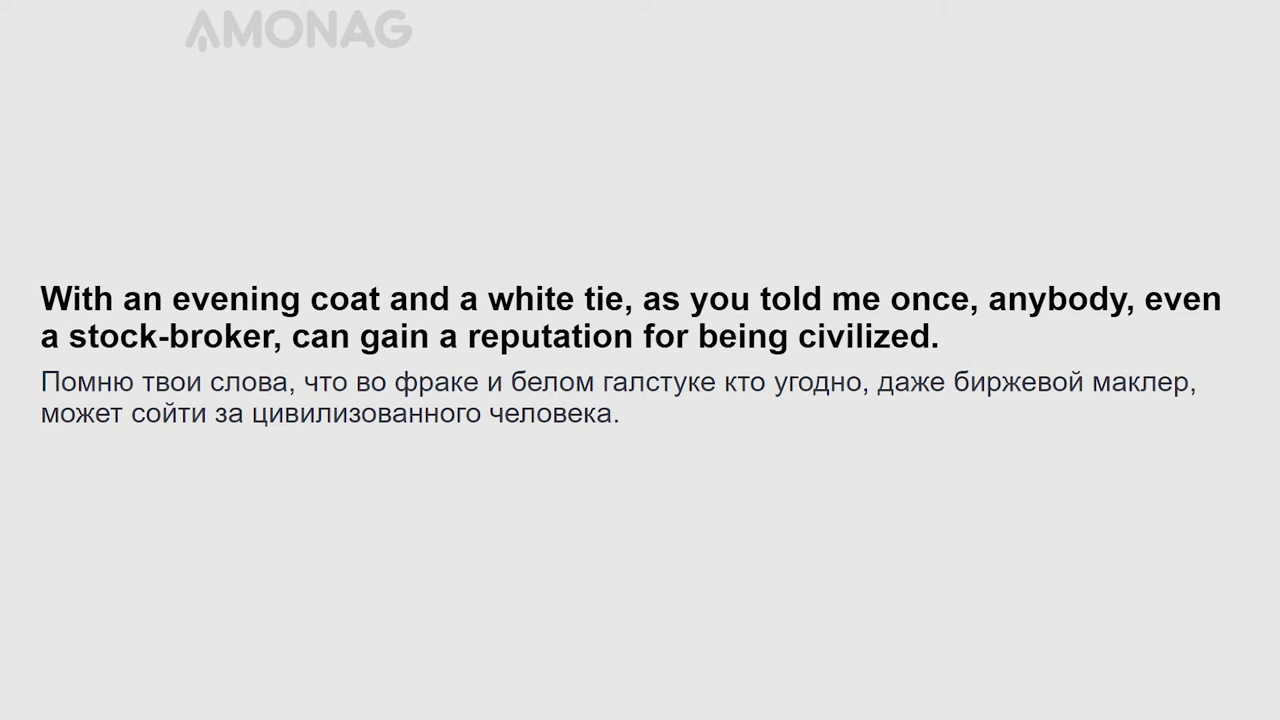 AMONAG
With an evening coat and a white tie, as you told me once, anybody, even
a stock-broker, can gain a reputation for being civilized.
Помню твои слова, что во фраке и белом галстуке кто угодно, даже биржевой маклер,
может сойти за цивилизованного человека.